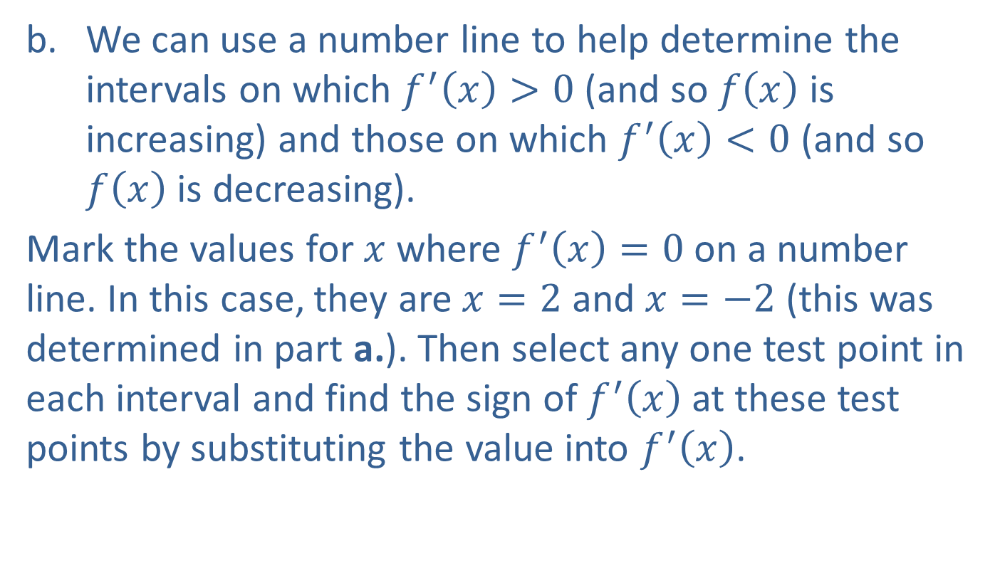 b. We can use a number line to help determine the
intervals on which f′(x) > 0 (and so f(x) is
increasing) and those on which f′(x) < 0 (and so
f(x) is decreasing).
Mark the values for x where f′(x) = 0 on a number
line. In this case, they are x = 2 and x = −2 (this was
determined in part a.). Then select any one test point in
each interval and find the sign of f′(x) at these test
points by substituting the value into f′(x).